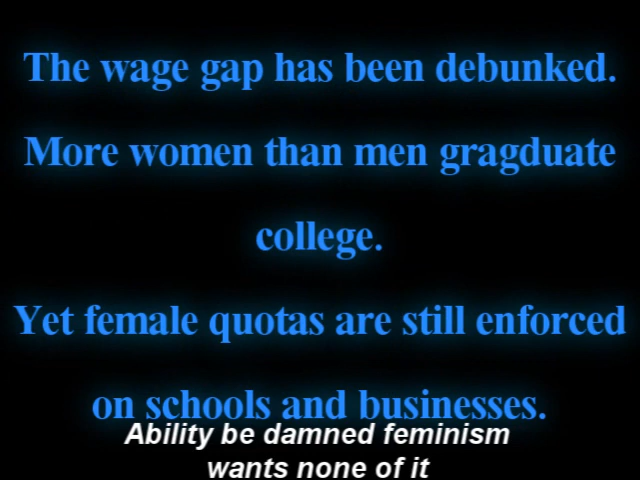 The wage gap has been debunked.
More women than men gragduate
college.
Yet female quotas are still enforced
on schools and businesses.
Ability be damned feminism
wants none of it